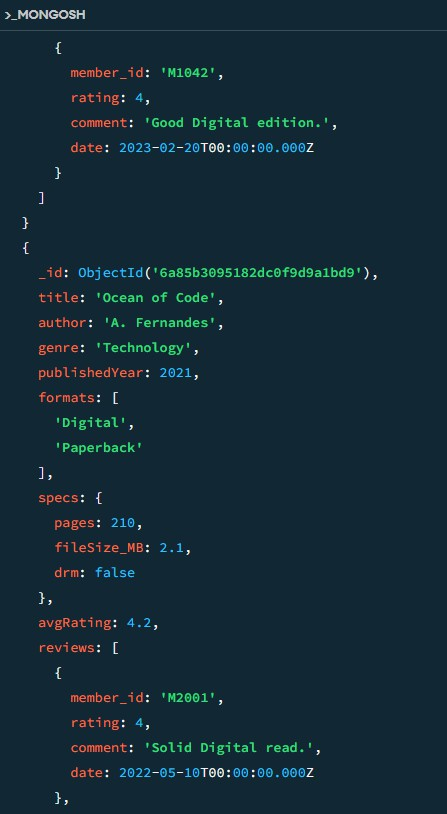 >_MONGOSH
{
member_id: 'M1042',
rating: 4,
comment: 'Good Digital edition.',
date: 2023-02-20T00:00:00.000Z
}
]
}
{
_id: ObjectId('6a85b3095182dc0f9d9a1bd9'),
title: 'Ocean of Code',
author: 'A. Fernandes',
genre: 'Technology',
publishedYear: 2021,
formats: [
'Digital',
'Paperback'
],
specs: {
pages: 210,
fileSize_MB: 2.1,
drm: false
},
avgRating: 4.2,
reviews: [
{
member_id: 'M2001',
rating: 4,
comment: 'Solid Digital read.',
date: 2022-05-10T00:00:00.000Z
},